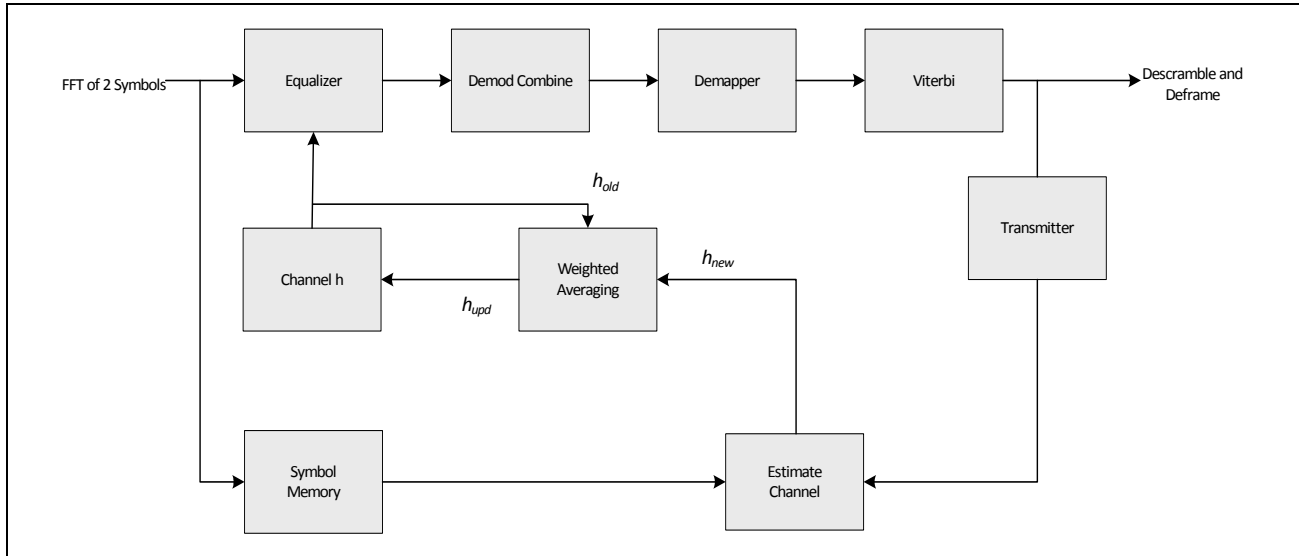 FFT of 2 Symbols
Equalizer
Demod Combine
Demapper
Viterbi
Descramble and
Deframe
h_old
Transmitter
Channel h
Weighted
Averaging
h_new
h_upd
Symbol
Memory
Estimate
Channel